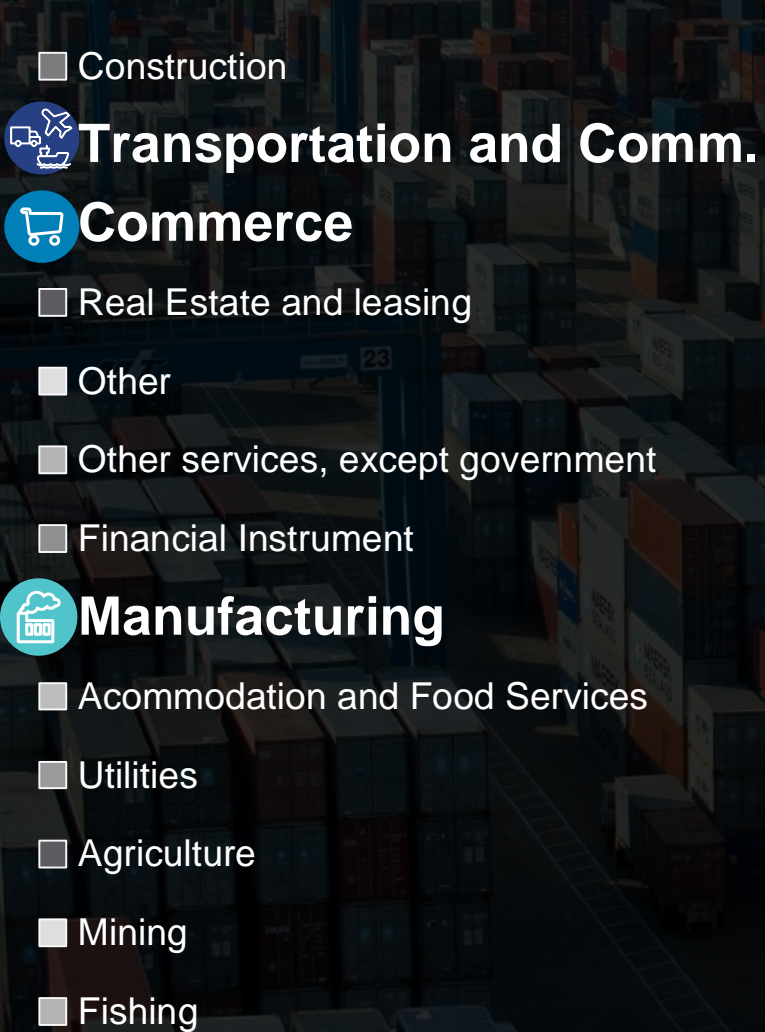 Construction
Transportation and Comm.
Commerce
Real Estate and leasing
23
Other
Other services, except government
Financial Instrument
Manufacturing
Acommodation and Food Services
Utilities
Agriculture
Mining
Fishing